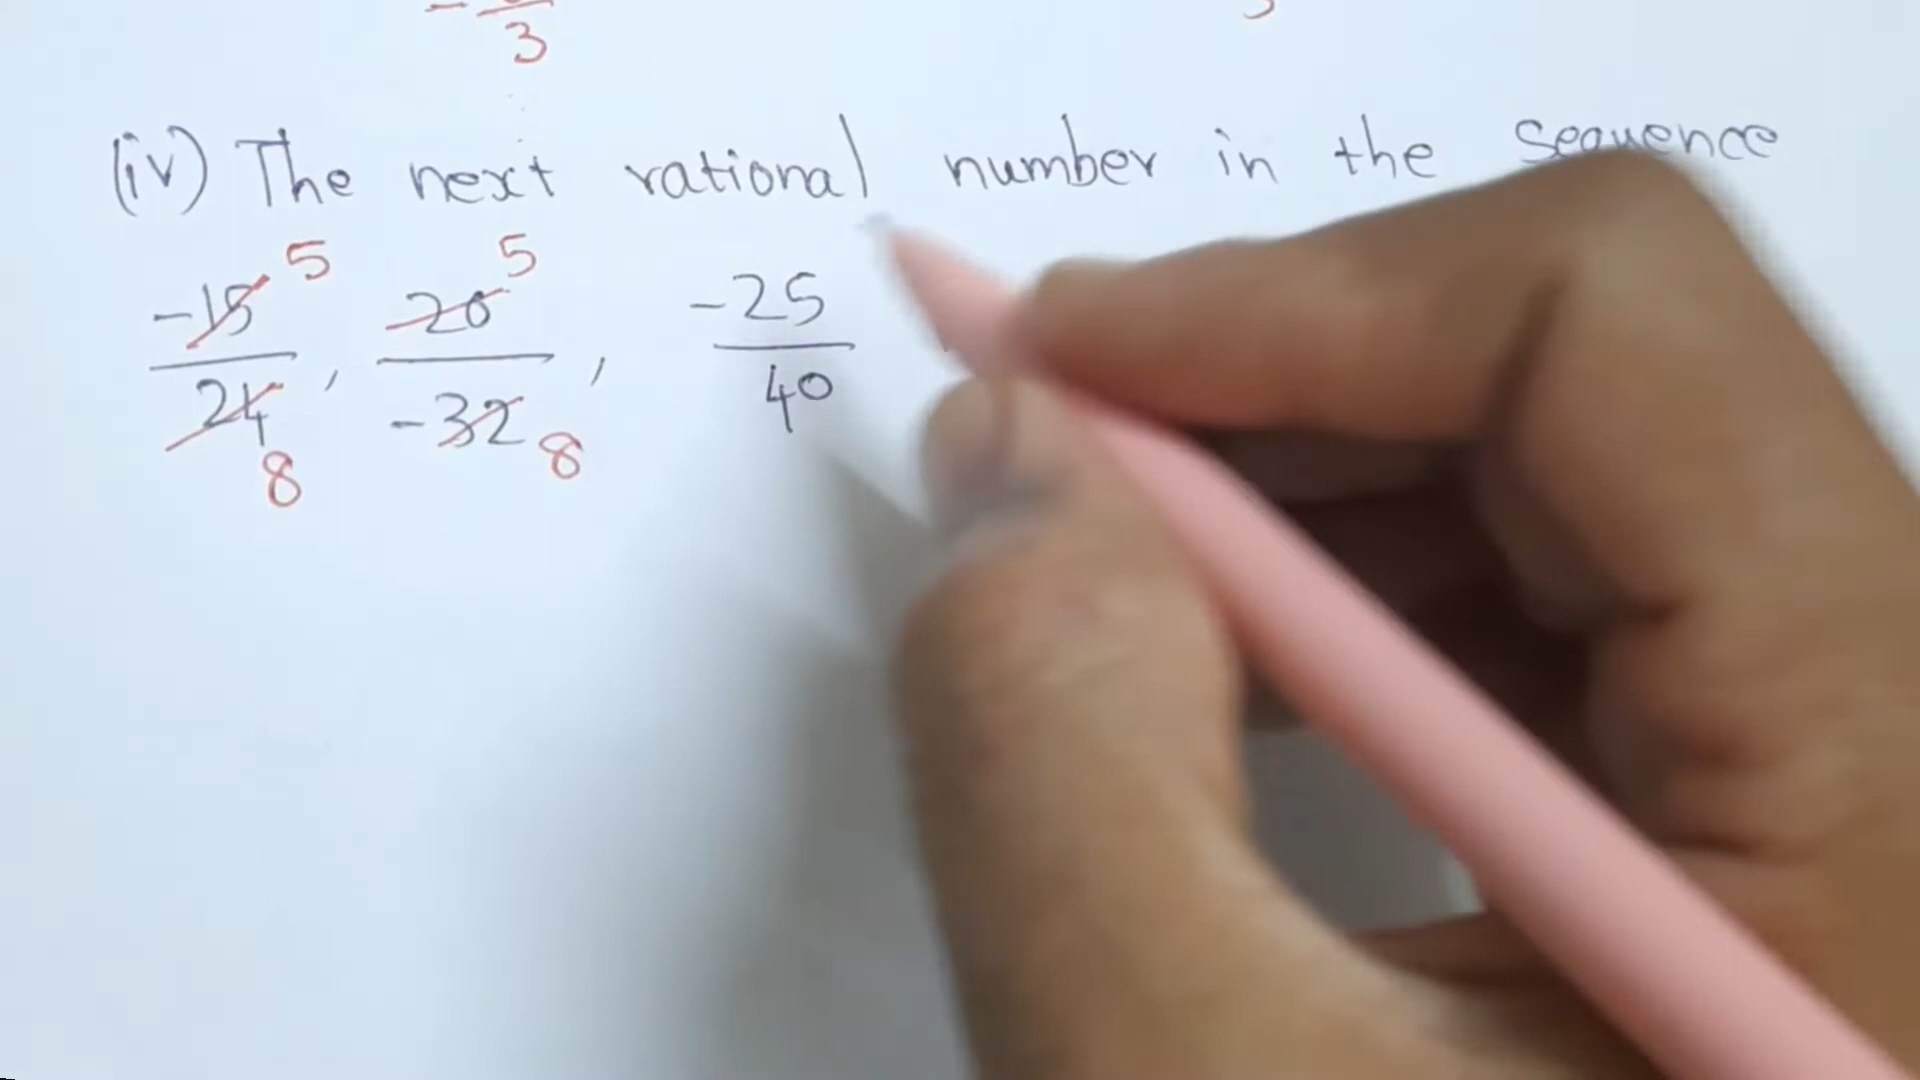 3
(iv) The next rational number in the sequence
5 5
-15 20 -25
24 , -32 , 40
8 8